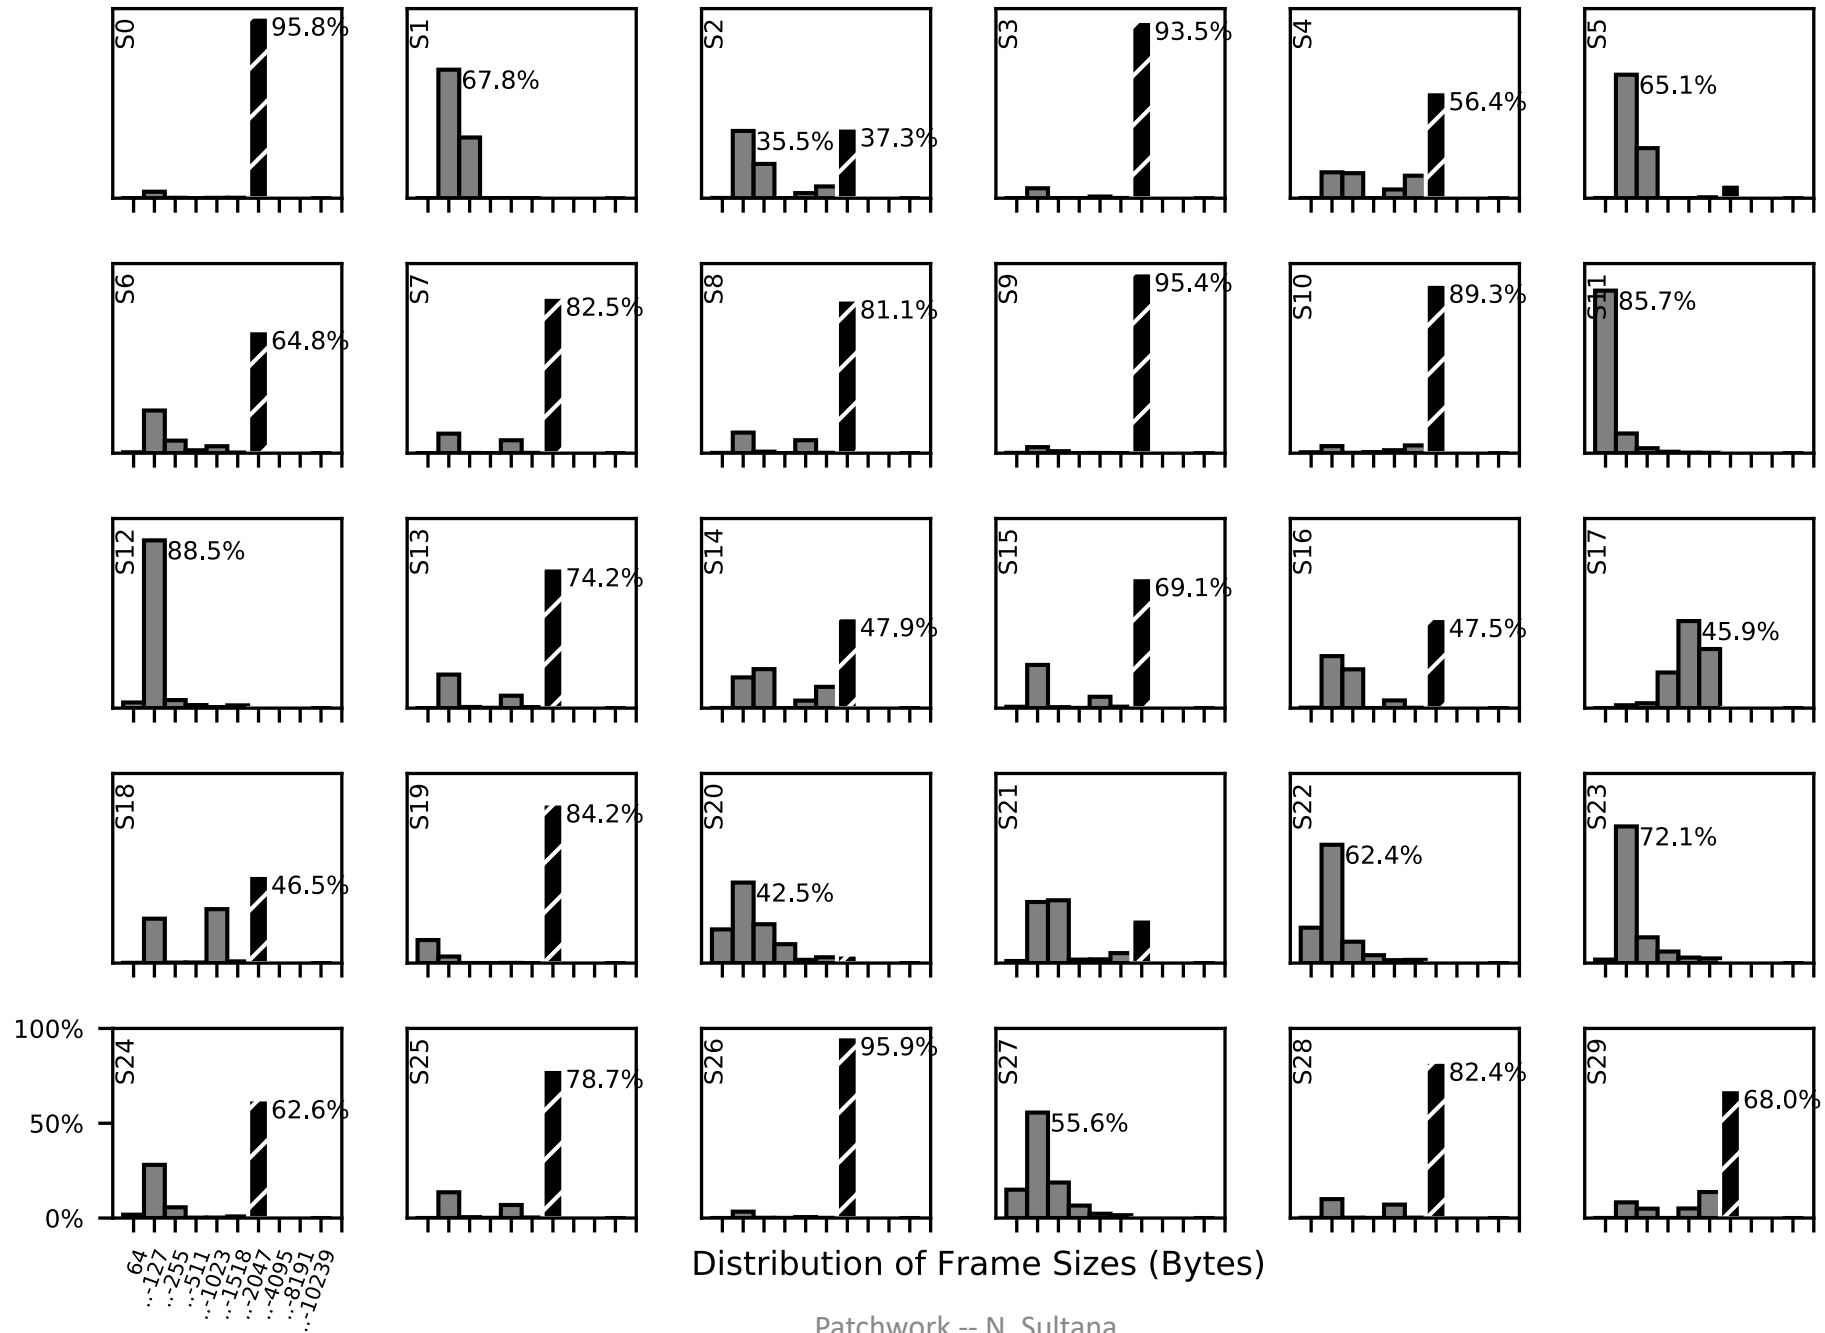 S0 95.8%
S1 67.8%
S2 35.5% 37.3%
S3 93.5%
S4 56.4%
S5 65.1%
S6 64.8%
S7 82.5%
S8 81.1%
S9 95.4%
S10 89.3%
S11 85.7%
S12 88.5%
S13 74.2%
S14 47.9%
S15 69.1%
S16 47.5%
S17 45.9%
S18 46.5%
S19 84.2%
S20 42.5%
S21
S22 62.4%
S23 72.1%
100%
50%
0%
S24 62.6%
S25 78.7%
S26 95.9%
S27 55.6%
S28 82.4%
S29 68.0%
64
...-127
...-255
...-511
...-1023
...-1518
...-2047
...-4095
...-8191
...-10239
Distribution of Frame Sizes (Bytes)
Patchwork -- N. Sultana